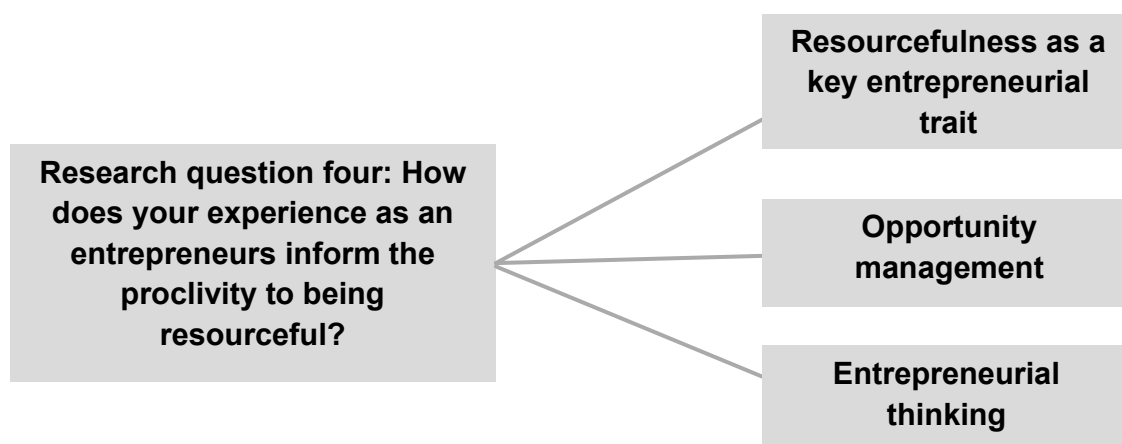 Research question four: How
does your experience as an
entrepreneurs inform the
proclivity to being
resourceful?
Resourcefulness as a
key entrepreneurial
trait
Opportunity
management
Entrepreneurial
thinking